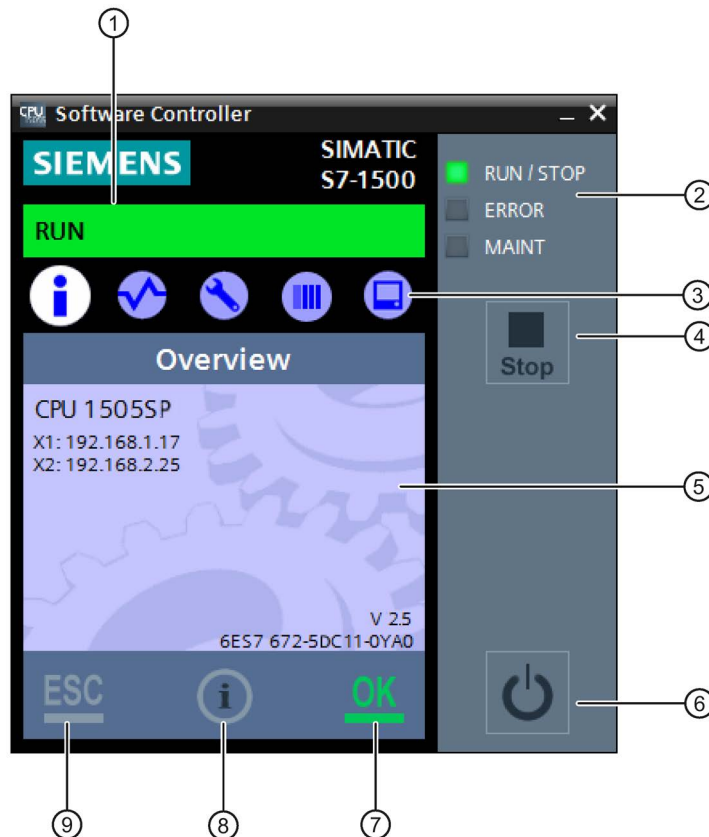 ①
Software Controller
SIEMENS
SIMATIC
S7-1500
RUN
RUN / STOP
ERROR
MAINT
②
③
④
Stop
Overview
CPU 1505SP
X1: 192.168.1.17
X2: 192.168.2.25
⑤
V 2.5
6ES7 672-5DC11-0YA0
ESC
i
OK
⑥
⑨
⑧
⑦